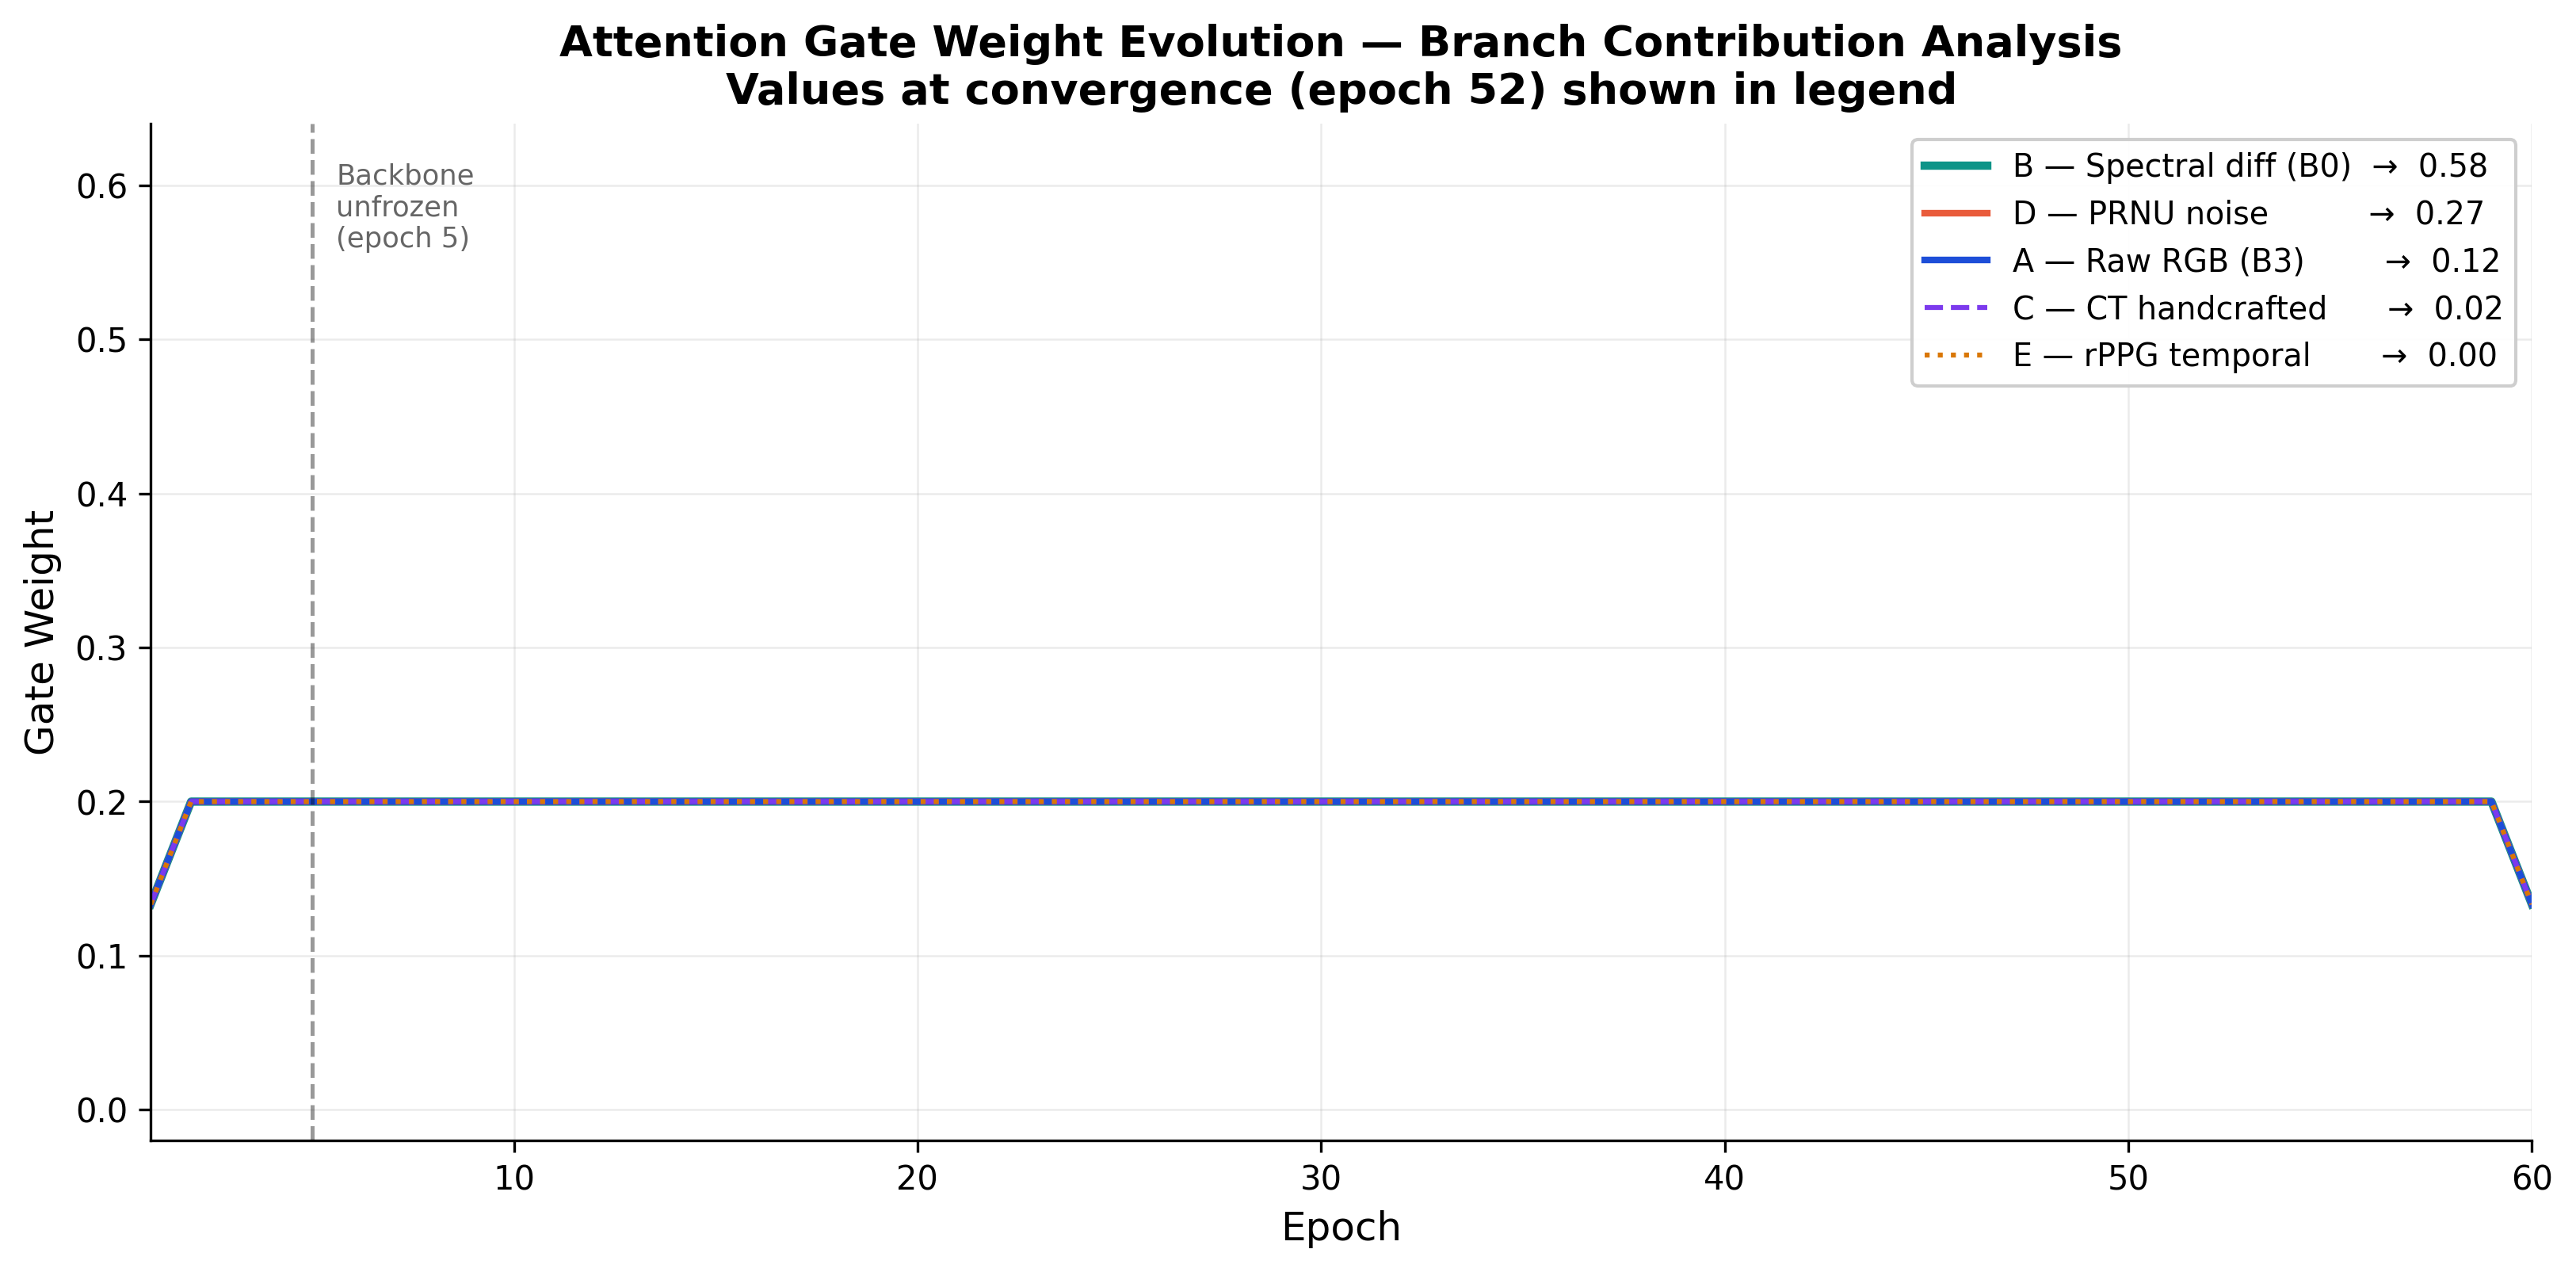 Attention Gate Weight Evolution — Branch Contribution Analysis
Values at convergence (epoch 52) shown in legend
Backbone
unfrozen
(epoch 5)
B — Spectral diff (B0) → 0.58
D — PRNU noise → 0.27
A — Raw RGB (B3) → 0.12
C — CT handcrafted → 0.02
E — rPPG temporal → 0.00
Gate Weight
0.6
0.5
0.4
0.3
0.2
0.1
0.0
10 20 30 40 50 60
Epoch